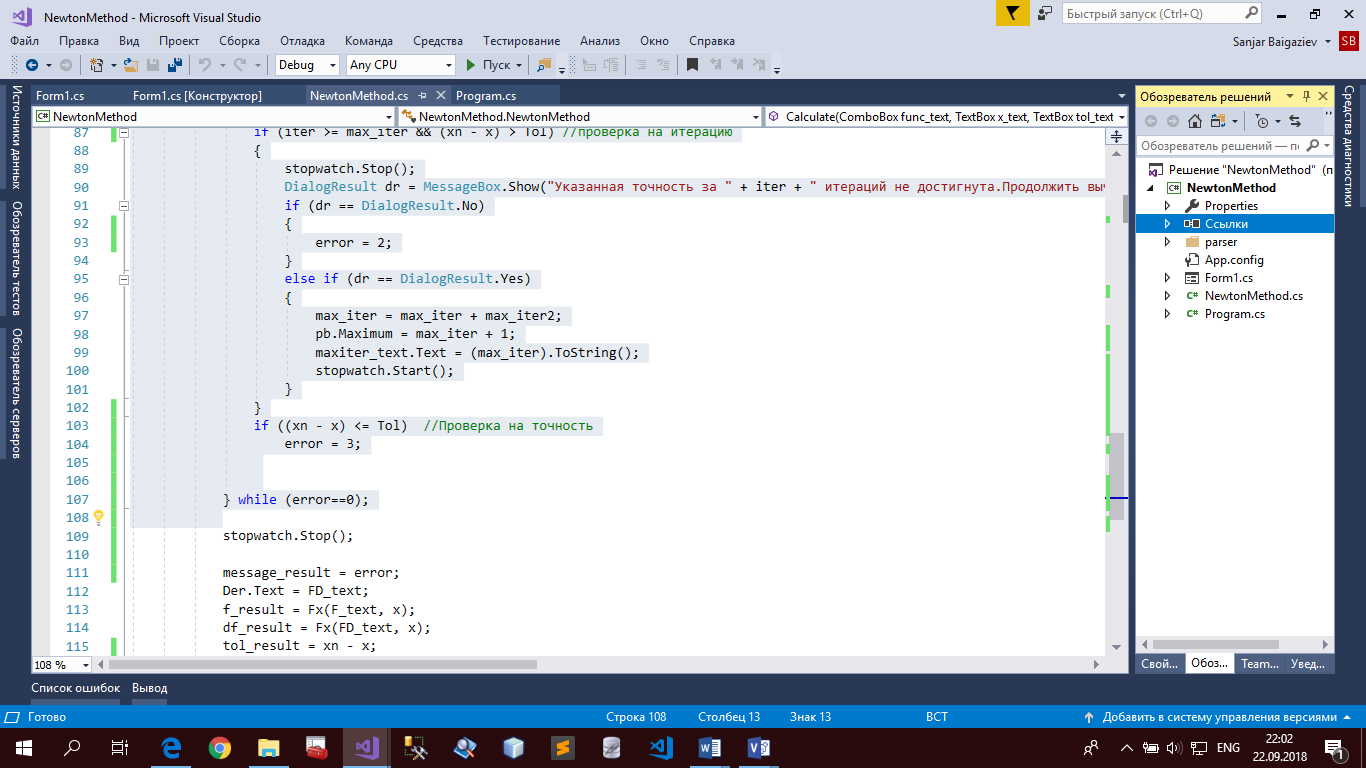 NewtonMethod - Microsoft Visual Studio
Быстрый запуск (Ctrl+Q)
Файл Правка Вид Проект Сборка Отладка Команда Средства Тестирование Анализ Окно Справка
Sanjar Baigaziev SB
Debug Any CPU Пуск
Источники данных
Обозреватель тестов
Обозреватель серверов
Form1.cs Form1.cs [Конструктор] NewtonMethod.cs Program.cs
NewtonMethod NewtonMethod.NewtonMethod Calculate(ComboBox func_text, TextBox x_text, TextBox tol_text
87 if (iter >= max_iter && (xn - x) > Tol) //проверка на итерацию
88 {
89 stopwatch.Stop();
90 DialogResult dr = MessageBox.Show("Указанная точность за " + iter + " итераций не достигнута.Продолжить выч
91 if (dr == DialogResult.No)
92 {
93 error = 2;
94 }
95 else if (dr == DialogResult.Yes)
96 {
97 max_iter = max_iter + max_iter2;
98 pb.Maximum = max_iter + 1;
99 maxiter_text.Text = (max_iter).ToString();
100 stopwatch.Start();
101 }
102 }
103 if ((xn - x) <= Tol) //Проверка на точность
104 error = 3;
105
106
107 } while (error==0);
108
109 stopwatch.Stop();
110
111 message_result = error;
112 Der.Text = FD_text;
113 f_result = Fx(F_text, x);
114 df_result = Fx(FD_text, x);
115 tol_result = xn - x;
108 %
Обозреватель решений
Обозреватель решений — по
Решение "NewtonMethod" (п
NewtonMethod
Properties
Ссылки
parser
App.config
Form1.cs
NewtonMethod.cs
Program.cs
Свой... Обоз... Team... Увед...
Средства диагностики
Список ошибок Вывод
Готово Строка 108 Столбец 13 Знак 13 ВСТ Добавить в систему управления версиями
ENG
22:02
22.09.2018
1